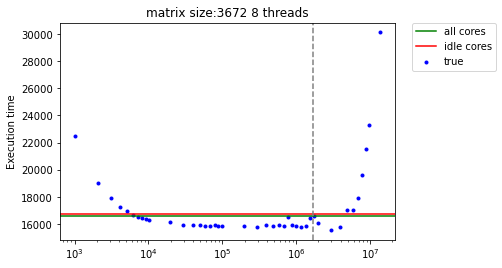 matrix size:3672 8 threads
Execution time
30000
28000
26000
24000
22000
20000
18000
16000
10³
10⁴
10⁵
10⁶
10⁷
all cores
idle cores
true